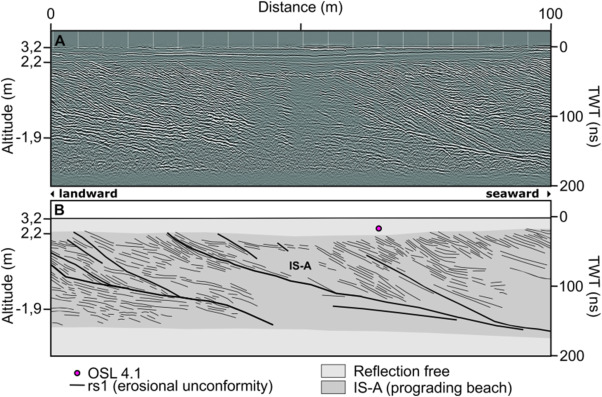 Distance (m)
0 100
A
3,2
2,2
-1,9
Altitude (m)
0
100
200
TWT (ns)
landward seaward
B
3,2
2,2
-1,9
Altitude (m)
IS-A
0
100
200
TWT (ns)
OSL 4.1
rs1 (erosional unconformity)
Reflection free
IS-A (prograding beach)